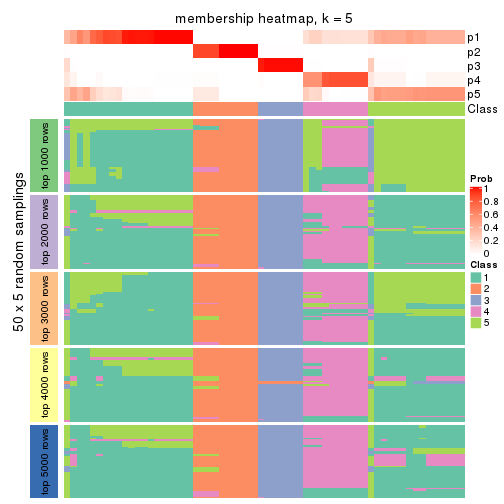 membership heatmap, k = 5
p1
p2
p3
p4
p5
Class
50 x 5 random samplings
top 1000 rows
top 2000 rows
top 3000 rows
top 4000 rows
top 5000 rows
Prob
1
0.8
0.6
0.4
0.2
0
Class
1
2
3
4
5